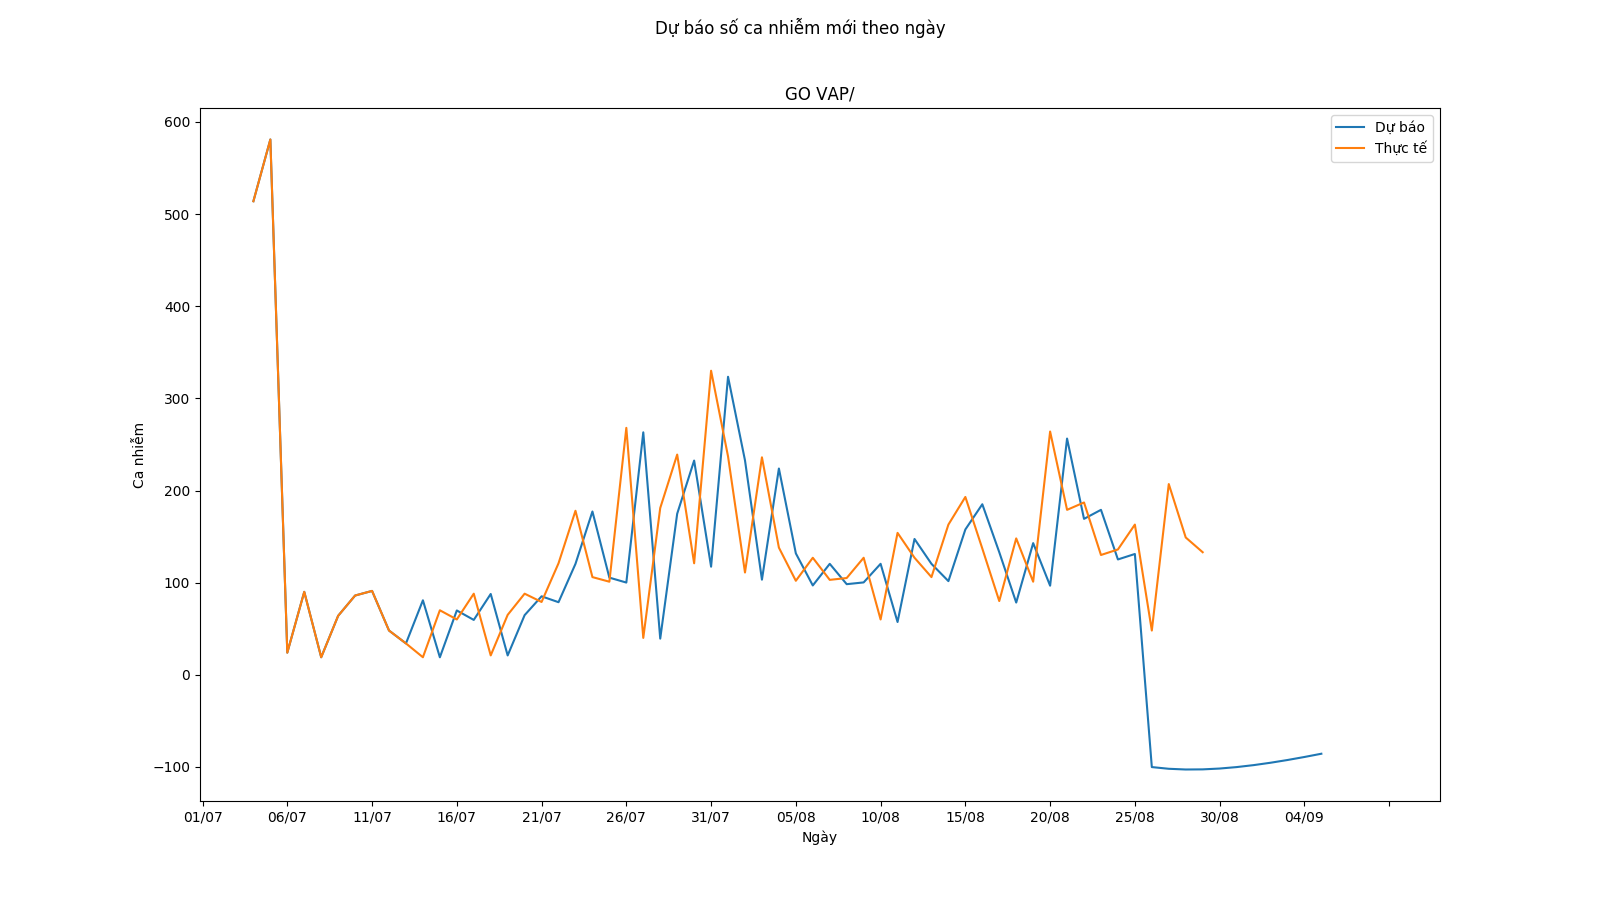 Dự báo số ca nhiễm mới theo ngày
GO VAP/
Dự báo
Thực tế
600
500
400
300
200
100
0
−100
Ca nhiễm
01/07 06/07 11/07 16/07 21/07 26/07 31/07 05/08 10/08 15/08 20/08 25/08 30/08 04/09
Ngày